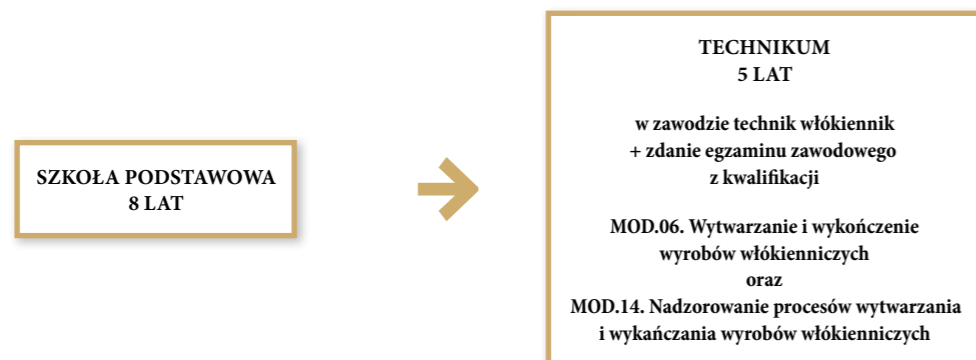 SZKOŁA PODSTAWOWA
8 LAT
TECHNIKUM
5 LAT
w zawodzie technik włókiennik
+ zdanie egzaminu zawodowego
z kwalifikacji
MOD.06. Wytwarzanie i wykończenie
wyrobów włókienniczych
oraz
MOD.14. Nadzorowanie procesów wytwarzania
i wykańczania wyrobów włókienniczych